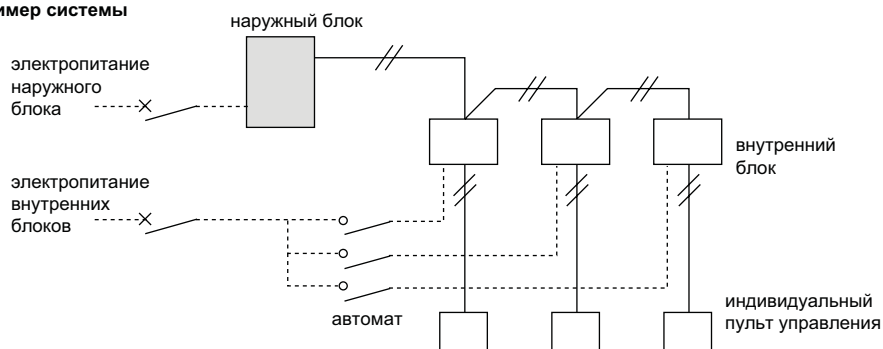 имер системы
наружный блок
электропитание
наружного
блока
внутренний
блок
электропитание
внутренних
блоков
автомат
индивидуальный
пульт управления